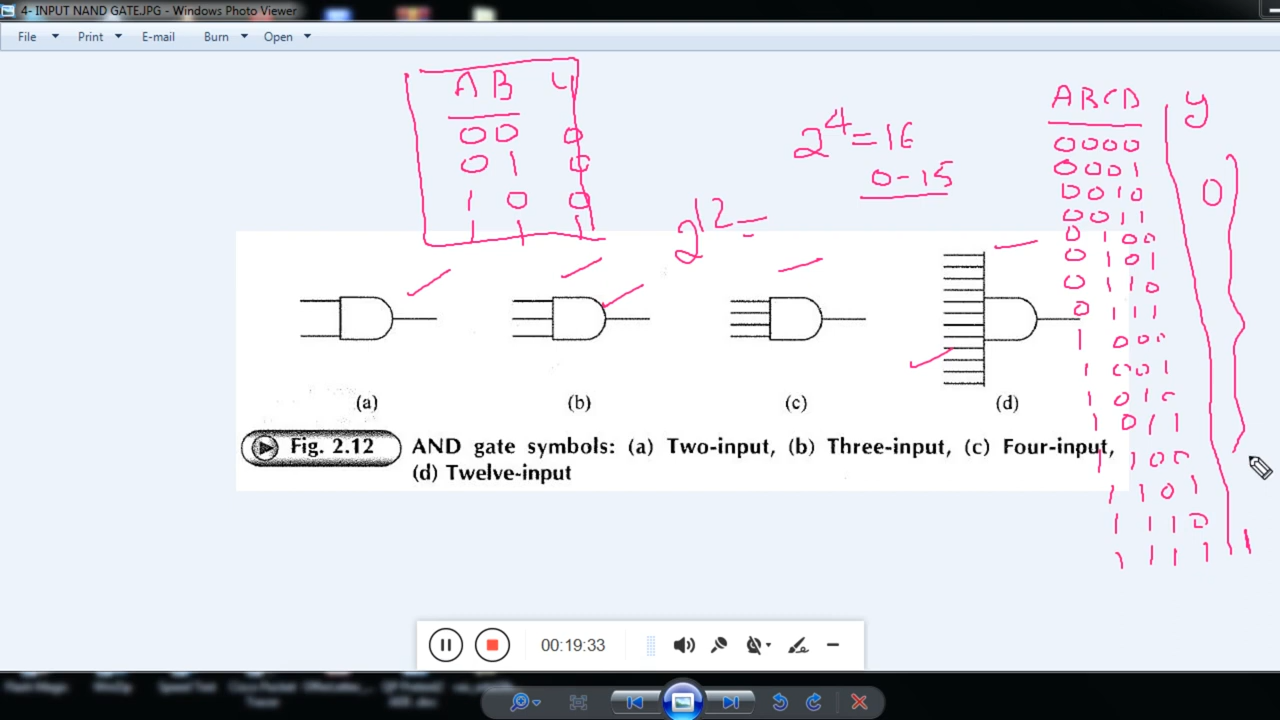 4- INPUT NAND GATE.JPG - Windows Photo Viewer
File Print E-mail Burn Open
A B Y
0 0 0
0 1 0
1 0 0
1 1 1
2^4 = 16
0 - 15
2^12 =
A B C D Y
0 0 0 0
0 0 0 1
0 0 1 0 0
0 0 1 1
0 1 0 0
0 1 0 1
0 1 1 0
0 1 1 1
1 0 0 0
1 0 0 1
1 0 1 0
1 0 1 1
1 1 0 0
1 1 0 1
1 1 1 0
1 1 1 1 1
(a) (b) (c) (d)
Fig. 2.12 AND gate symbols: (a) Two-input, (b) Three-input, (c) Four-input,
(d) Twelve-input
00:19:33